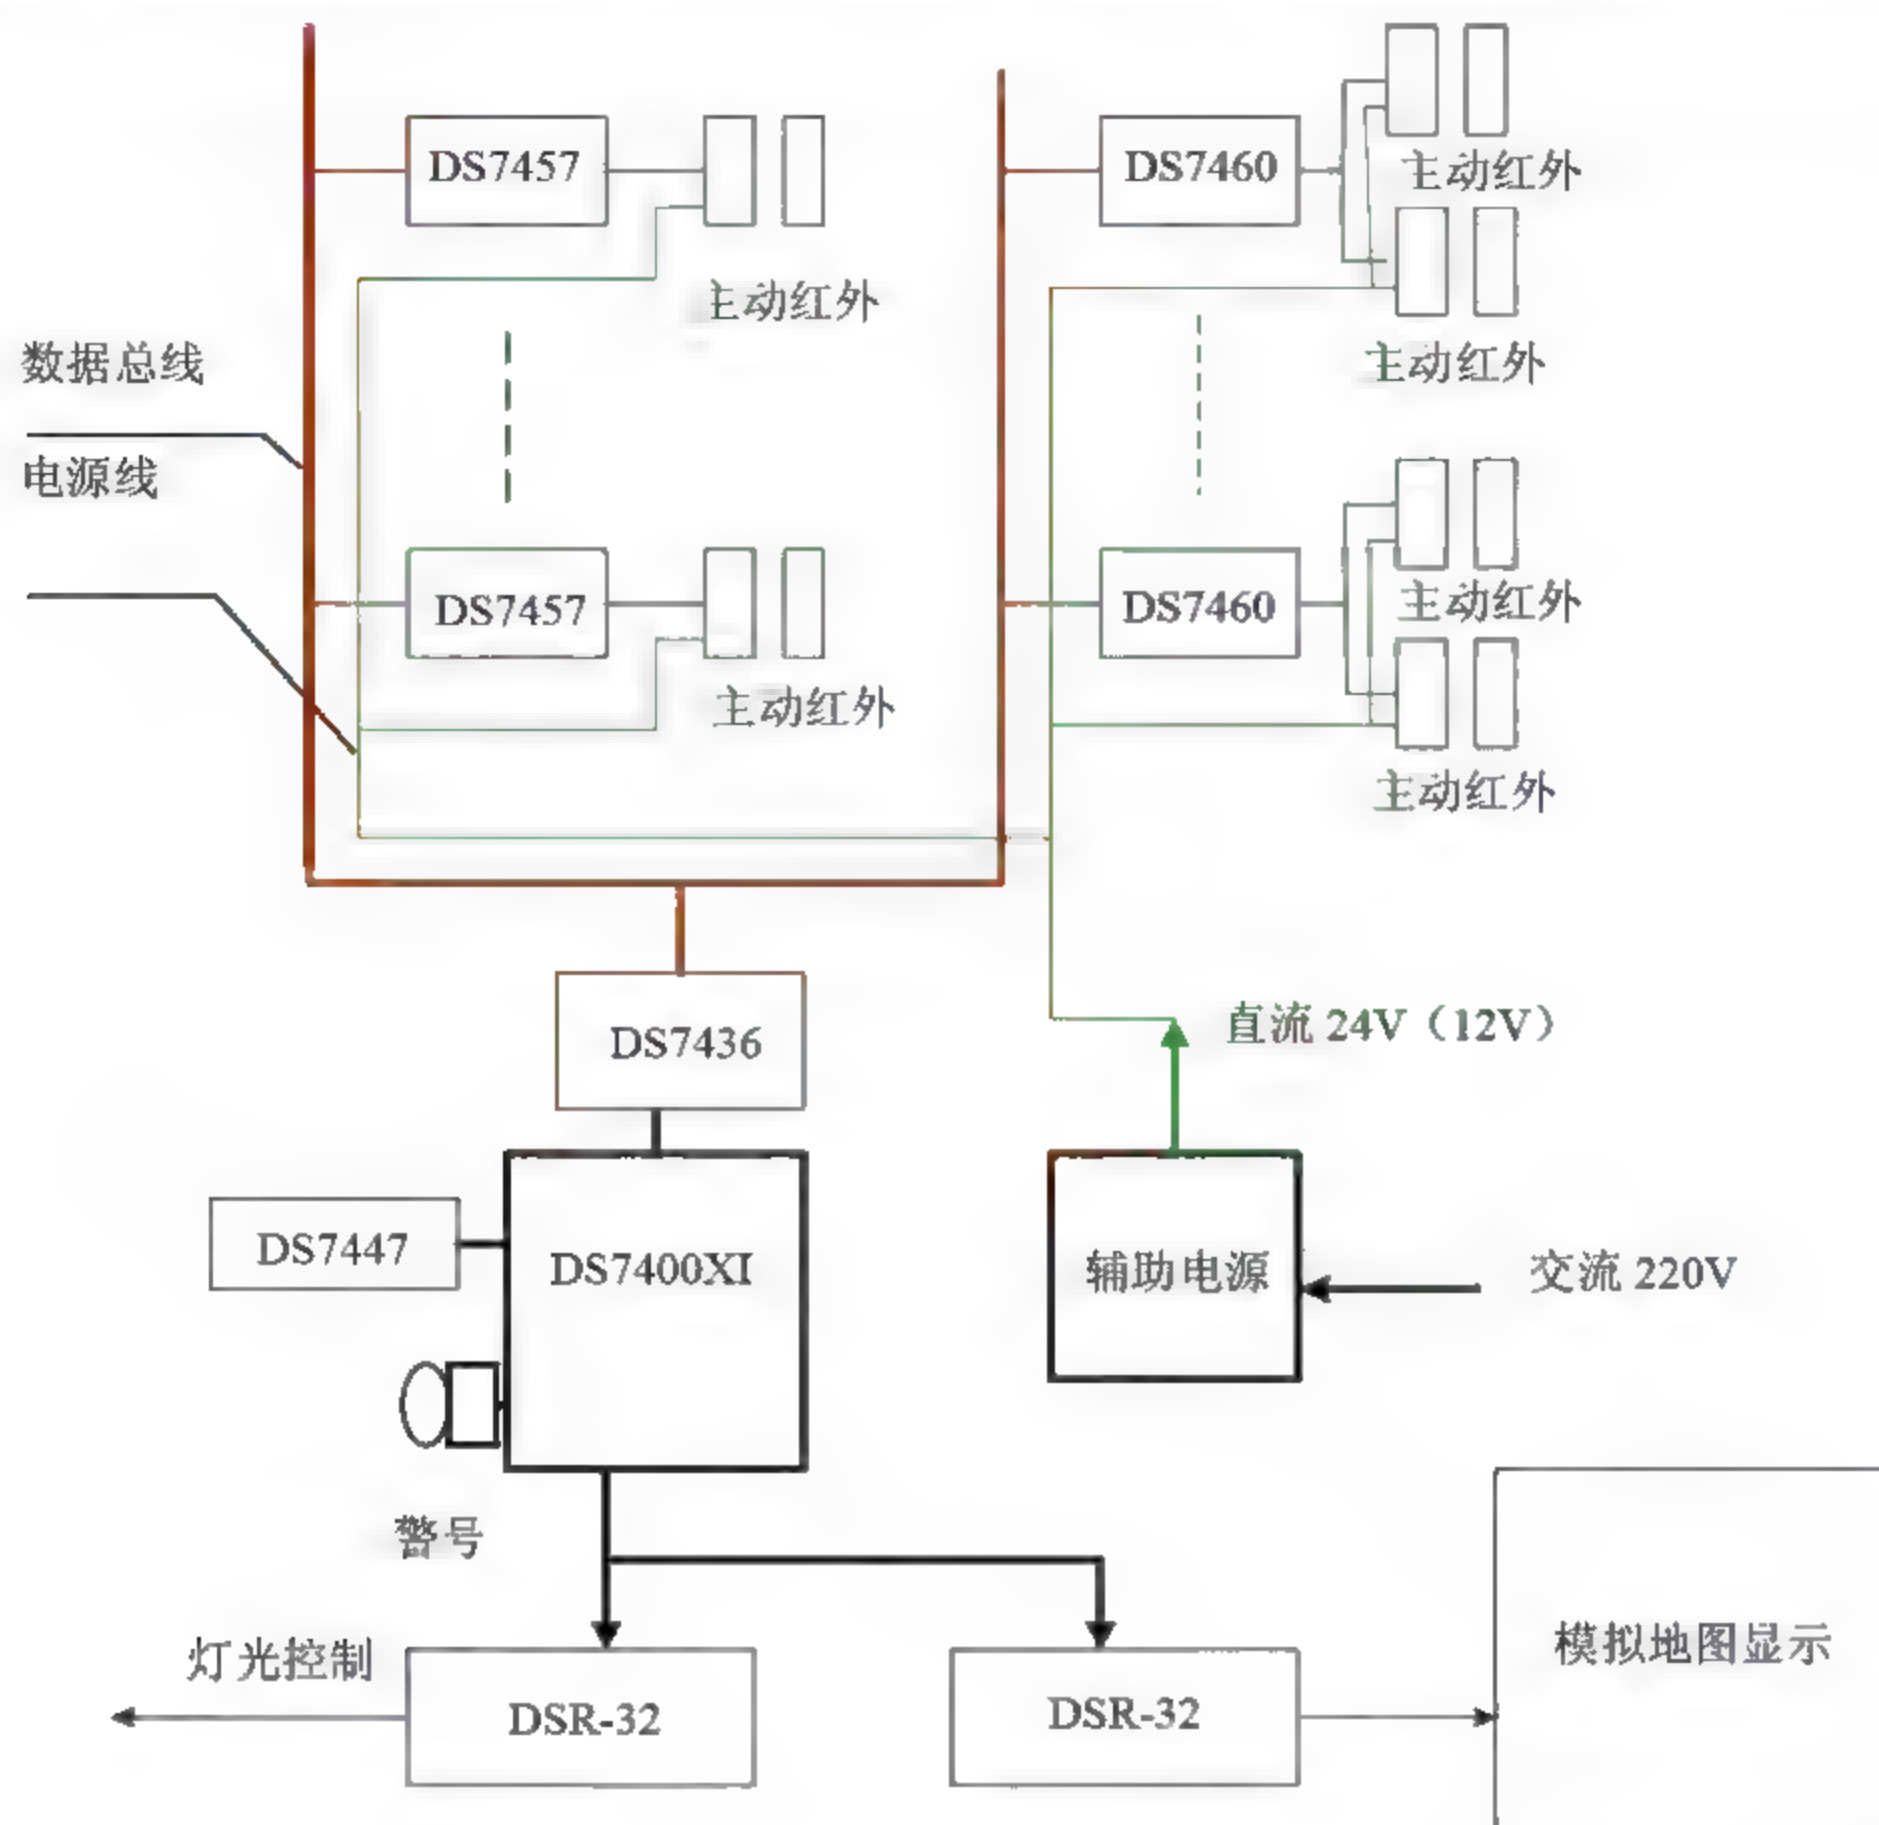 DS7457
DS7460
主动红外
主动红外
主动红外
数据总线
电源线
DS7457
DS7460
主动红外
主动红外
主动红外
DS7436
直流 24V（12V）
DS7447
DS7400XI
辅助电源
交流 220V
警号
灯光控制
DSR-32
DSR-32
模拟地图显示